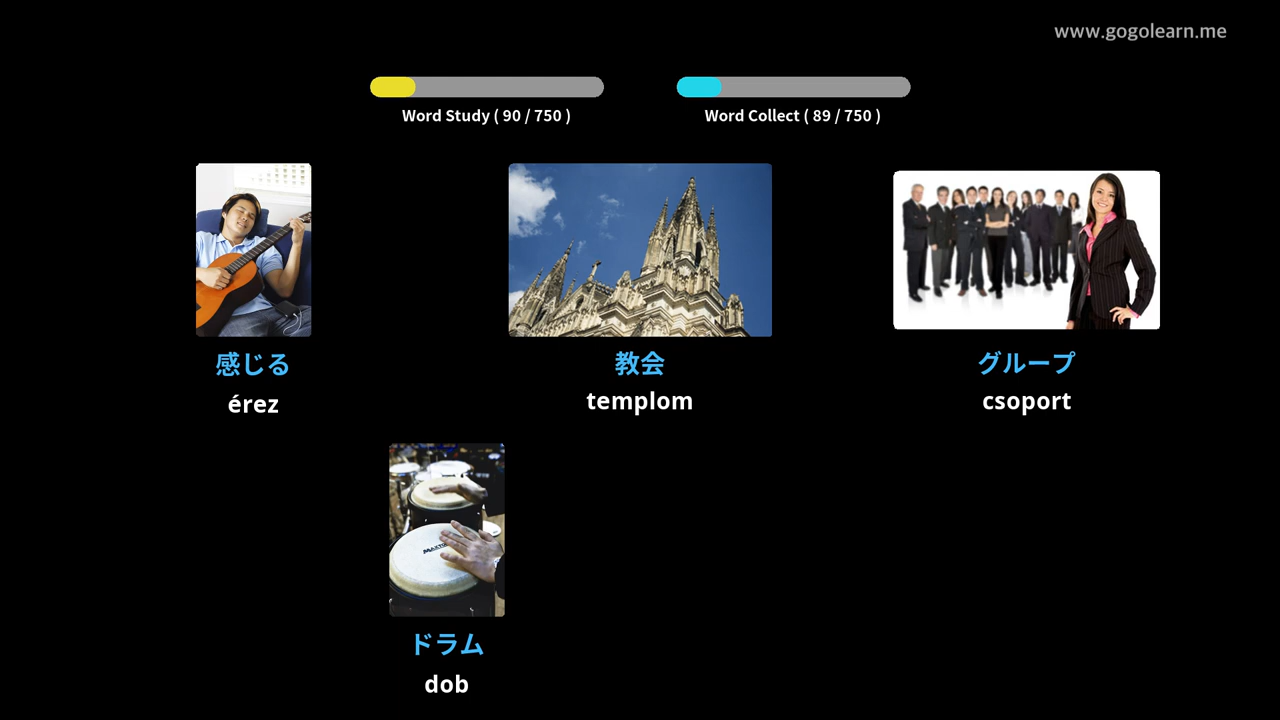 www.gogolearn.me
Word Study ( 90 / 750 )
Word Collect ( 89 / 750 )
感じる
érez
教会
templom
グループ
csoport
ドラム
dob